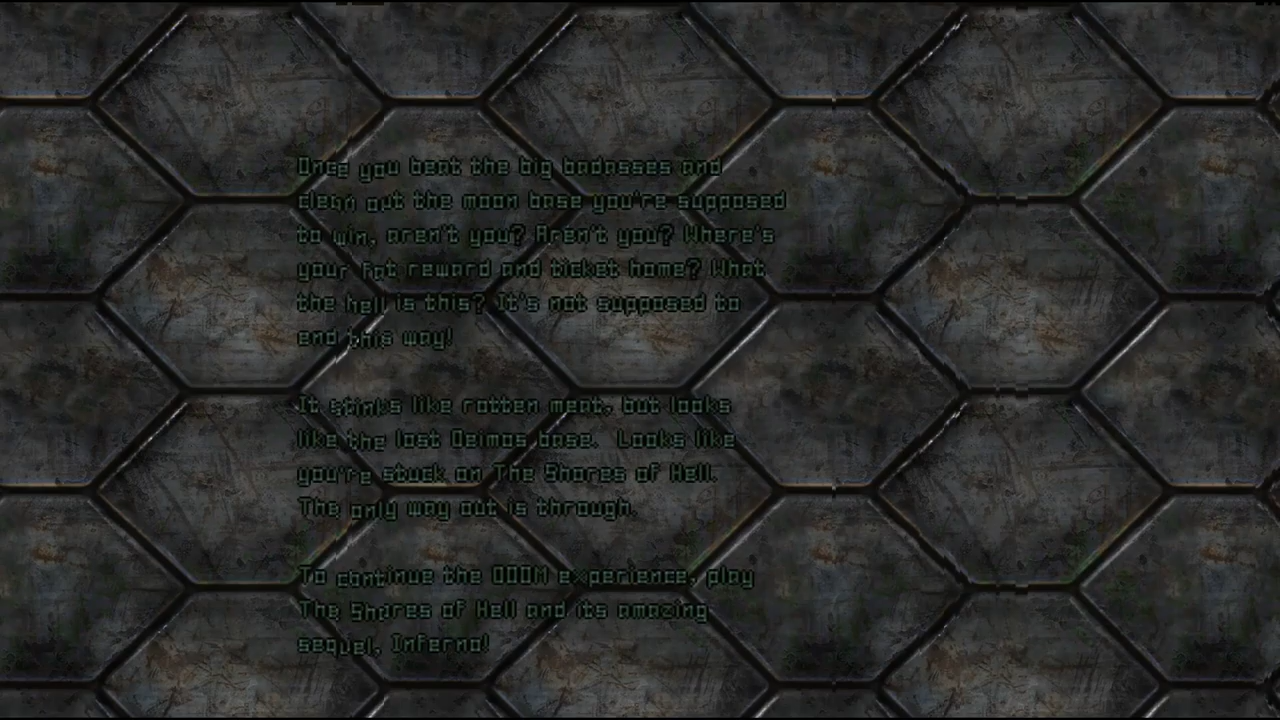 Once you beat the big badasses and
clean out the moon base you're supposed
to win, aren't you? Aren't you? Where's
your fat reward and ticket home? What
the hell is this? It's not supposed to
end this way!
It stinks like rotten meat, but looks
like the lost Deimos base. Looks like
you're stuck on The Shores of Hell.
The only way out is through.
To continue the DOOM experience, play
The Shores of Hell and its amazing
sequel, Inferno!